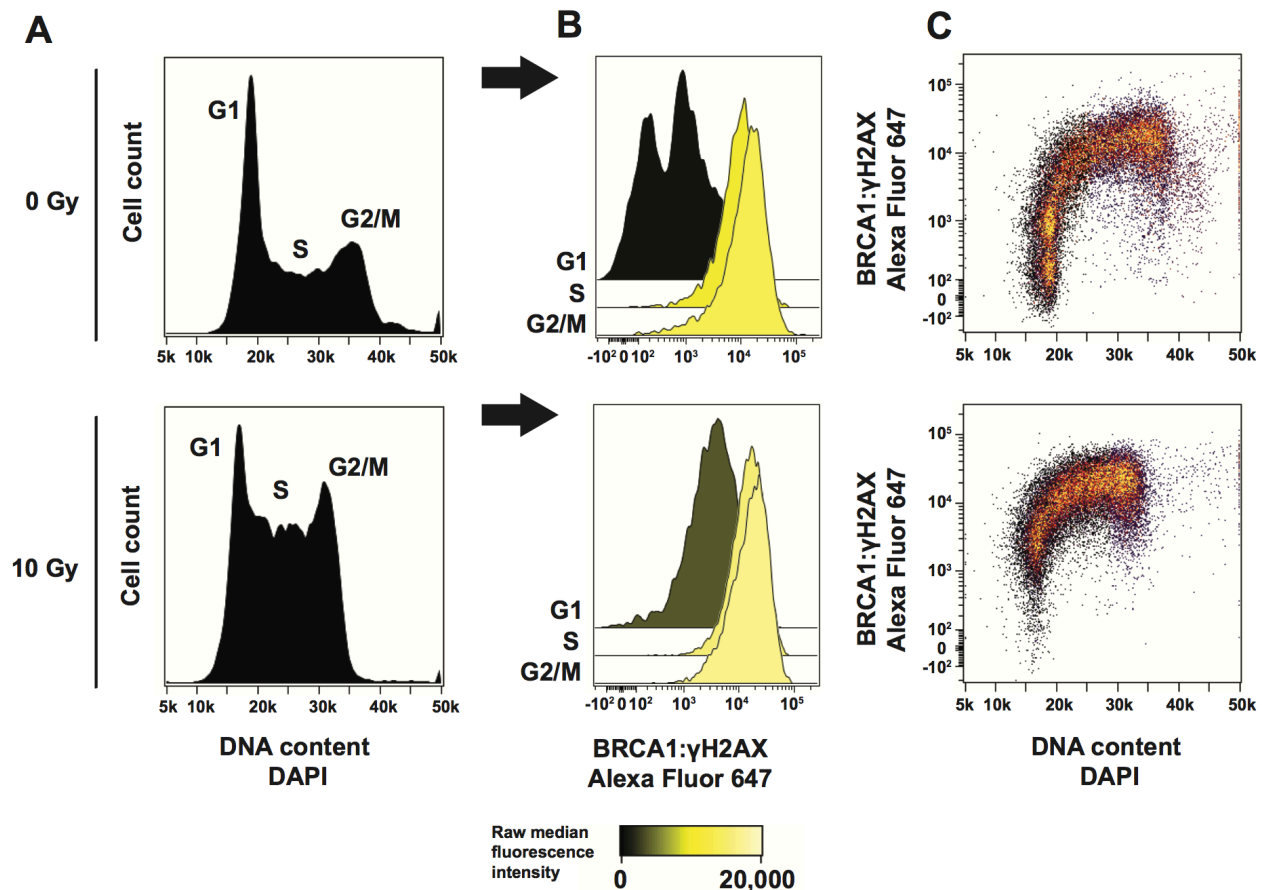 A
B
C
0 Gy
Cell count
G1
S
G2/M
5k 10k 20k 30k 40k 50k
G1
S
G2/M
-10² 0 10² 10³ 10⁴ 10⁵
BRCA1:γH2AX
Alexa Fluor 647
10⁵
10⁴
10³
10²
0
-10²
5k 10k 20k 30k 40k 50k
10 Gy
Cell count
G1
S
G2/M
5k 10k 20k 30k 40k 50k
DNA content
DAPI
G1
S
G2/M
-10² 0 10² 10³ 10⁴ 10⁵
BRCA1:γH2AX
Alexa Fluor 647
BRCA1:γH2AX
Alexa Fluor 647
10⁵
10⁴
10³
10²
0
-10²
5k 10k 20k 30k 40k 50k
DNA content
DAPI
Raw median
fluorescence
intensity
0 20,000